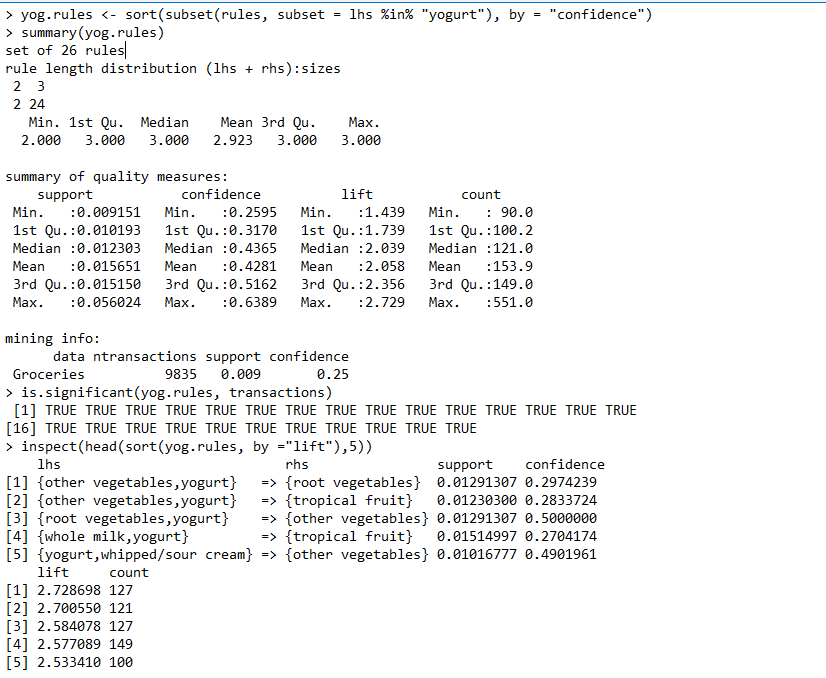 > yog.rules <- sort(subset(rules, subset = lhs %in% "yogurt"), by = "confidence")
> summary(yog.rules)
set of 26 rules
rule length distribution (lhs + rhs):sizes
 2  3
 2 24
   Min. 1st Qu.  Median    Mean 3rd Qu.    Max.
  2.000   3.000   3.000   2.923   3.000   3.000
summary of quality measures:
    support           confidence          lift           count
 Min.   :0.009151   Min.   :0.2595   Min.   :1.439   Min.   : 90.0
 1st Qu.:0.010193   1st Qu.:0.3170   1st Qu.:1.739   1st Qu.:100.2
 Median :0.012303   Median :0.4365   Median :2.039   Median :121.0
 Mean   :0.015651   Mean   :0.4281   Mean   :2.058   Mean   :153.9
 3rd Qu.:0.015150   3rd Qu.:0.5162   3rd Qu.:2.356   3rd Qu.:149.0
 Max.   :0.056024   Max.   :0.6389   Max.   :2.729   Max.   :551.0
mining info:
      data ntransactions support confidence
 Groceries          9835   0.009       0.25
> is.significant(yog.rules, transactions)
 [1] TRUE TRUE TRUE TRUE TRUE TRUE TRUE TRUE TRUE TRUE TRUE TRUE TRUE TRUE TRUE
[16] TRUE TRUE TRUE TRUE TRUE TRUE TRUE TRUE TRUE TRUE TRUE
> inspect(head(sort(yog.rules, by ="lift"),5))
    lhs                            rhs                support    confidence
[1] {other vegetables,yogurt}   => {root vegetables}  0.01291307 0.2974239
[2] {other vegetables,yogurt}   => {tropical fruit}   0.01230300 0.2833724
[3] {root vegetables,yogurt}    => {other vegetables} 0.01291307 0.5000000
[4] {whole milk,yogurt}         => {tropical fruit}   0.01514997 0.2704174
[5] {yogurt,whipped/sour cream} => {other vegetables} 0.01016777 0.4901961
    lift     count
[1] 2.728698 127
[2] 2.700550 121
[3] 2.584078 127
[4] 2.577089 149
[5] 2.533410 100